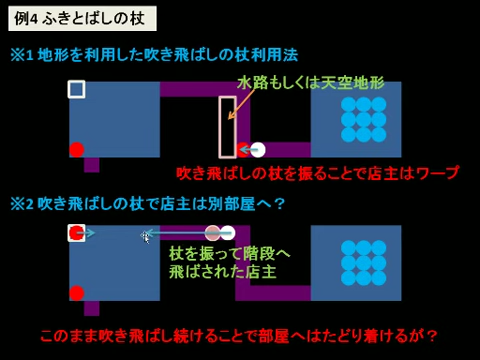 例4 ふきとばしの杖
※1 地形を利用した吹き飛ばしの杖利用法
水路もしくは天空地形
吹き飛ばしの杖を振ることで店主はワープ
※2 吹き飛ばしの杖で店主は別部屋へ？
杖を振って階段へ
飛ばされた店主
このまま吹き飛ばし続けることで部屋へはたどり着けるが？